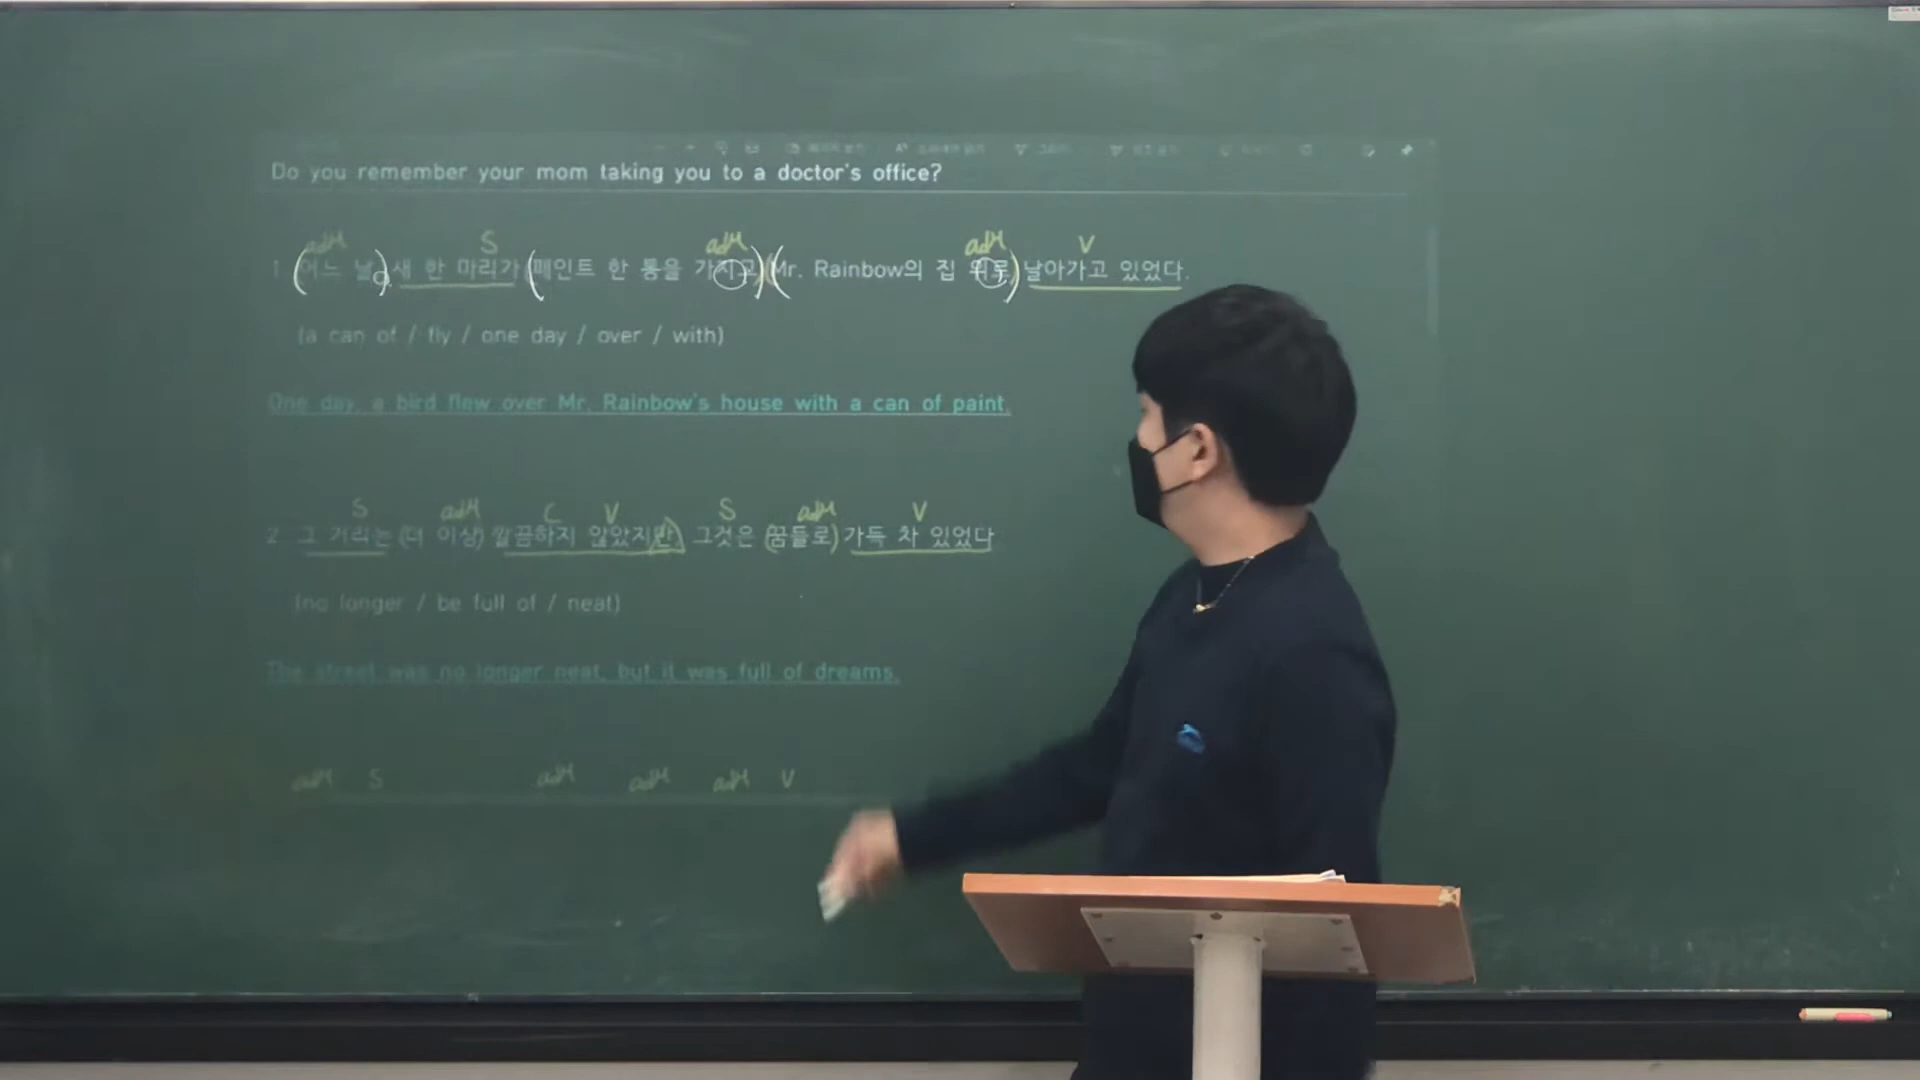 Do you remember your mom taking you to a doctor's office?
adv S adv adv V
1 (어느 날), 새 한 마리가 (페인트 한 통을 가지고) (Mr. Rainbow의 집 위로) 날아가고 있었다.
(a can of / fly / one day / over / with)
One day, a bird flew over Mr. Rainbow's house with a can of paint.
S adv C V S adv V
2 그 거리는 (더 이상) 깔끔하지 않았지만 그것은 (꿈들로) 가득 차 있었다
(no longer / be full of / neat)
The street was no longer neat, but it was full of dreams.
adv S adv adv adv V